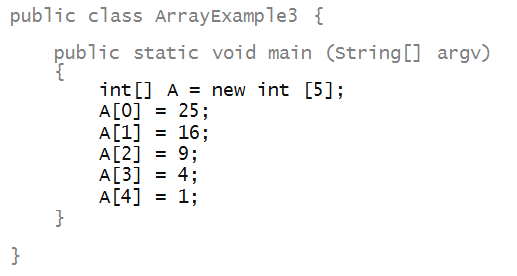 public class ArrayExample3 {
public static void main (String[] argv)
{
int[] A = new int [5];
A[0] = 25;
A[1] = 16;
A[2] = 9;
A[3] = 4;
A[4] = 1;
}
}